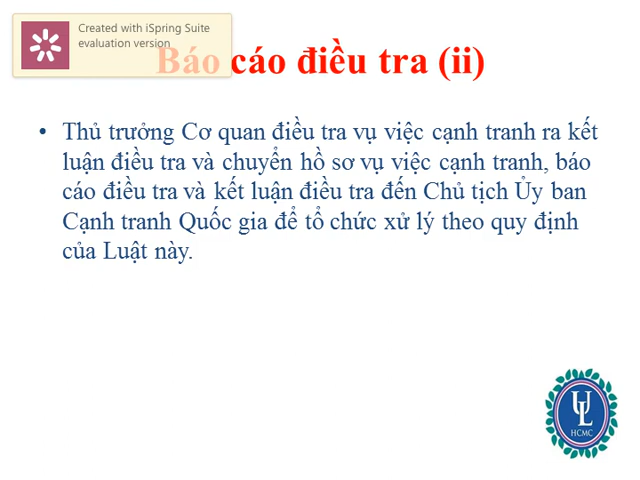 Created with iSpring Suite
evaluation version
Báo cáo điều tra (ii)
• Thủ trưởng Cơ quan điều tra vụ việc cạnh tranh ra kết
luận điều tra và chuyển hồ sơ vụ việc cạnh tranh, báo
cáo điều tra và kết luận điều tra đến Chủ tịch Ủy ban
Cạnh tranh Quốc gia để tổ chức xử lý theo quy định
của Luật này.
UL
HCMC